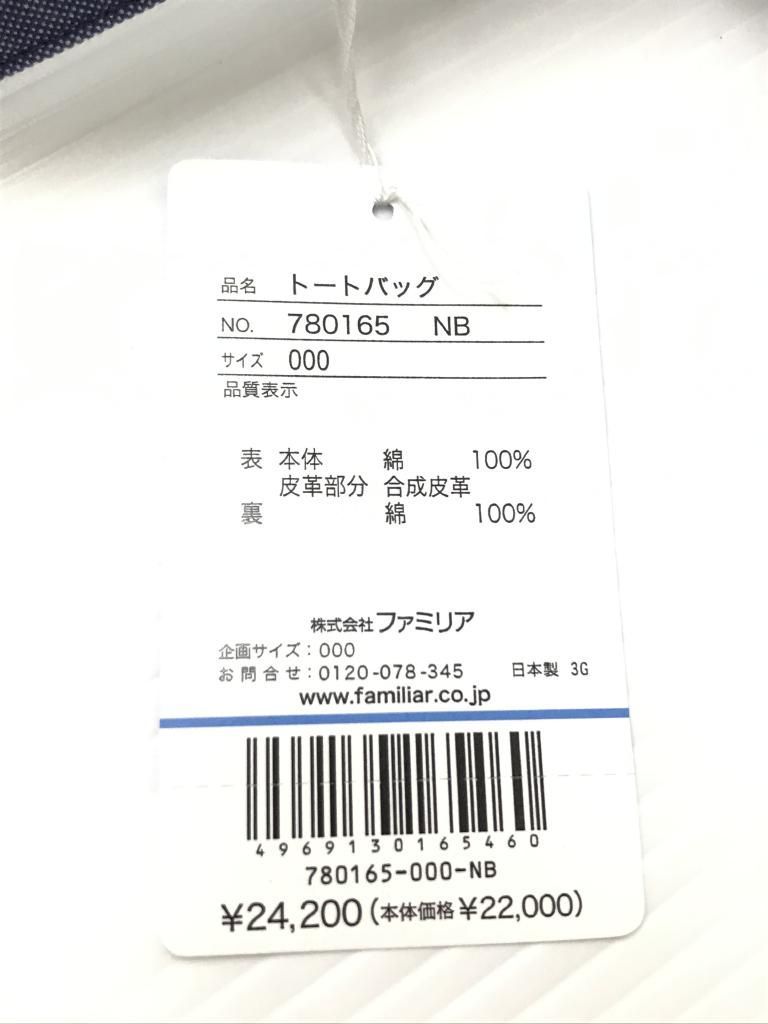 品名 トートバッグ
NO. 780165 NB
サイズ 000
品質表示
表 本体 綿 100%
皮革部分 合成皮革
裏 綿 100%
株式会社ファミリア
企画サイズ：000
お問合せ：0120-078-345 日本製 3G
www.familiar.co.jp
4969130165460
780165-000-NB
¥24,200(本体価格¥22,000)